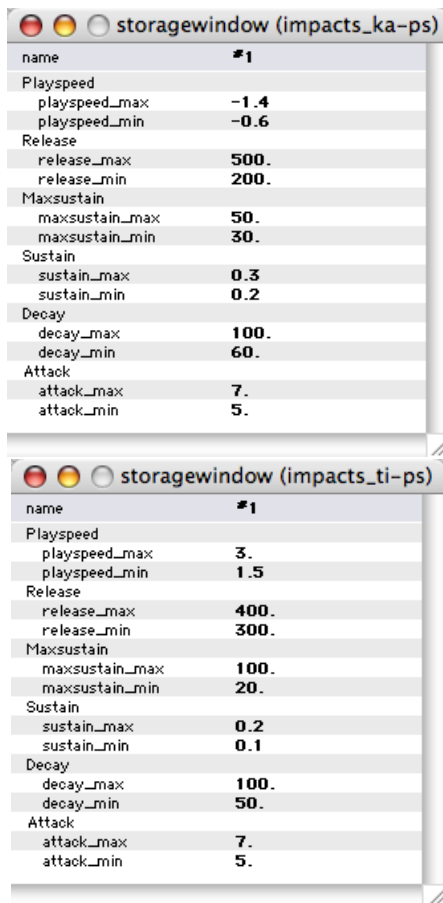 storagewindow (impacts_ka-ps)
name #1
Playspeed
playspeed_max -1.4
playspeed_min -0.6
Release
release_max 500.
release_min 200.
Maxsustain
maxsustain_max 50.
maxsustain_min 30.
Sustain
sustain_max 0.3
sustain_min 0.2
Decay
decay_max 100.
decay_min 60.
Attack
attack_max 7.
attack_min 5.
storagewindow (impacts_ti-ps)
name #1
Playspeed
playspeed_max 3.
playspeed_min 1.5
Release
release_max 400.
release_min 300.
Maxsustain
maxsustain_max 100.
maxsustain_min 20.
Sustain
sustain_max 0.2
sustain_min 0.1
Decay
decay_max 100.
decay_min 50.
Attack
attack_max 7.
attack_min 5.